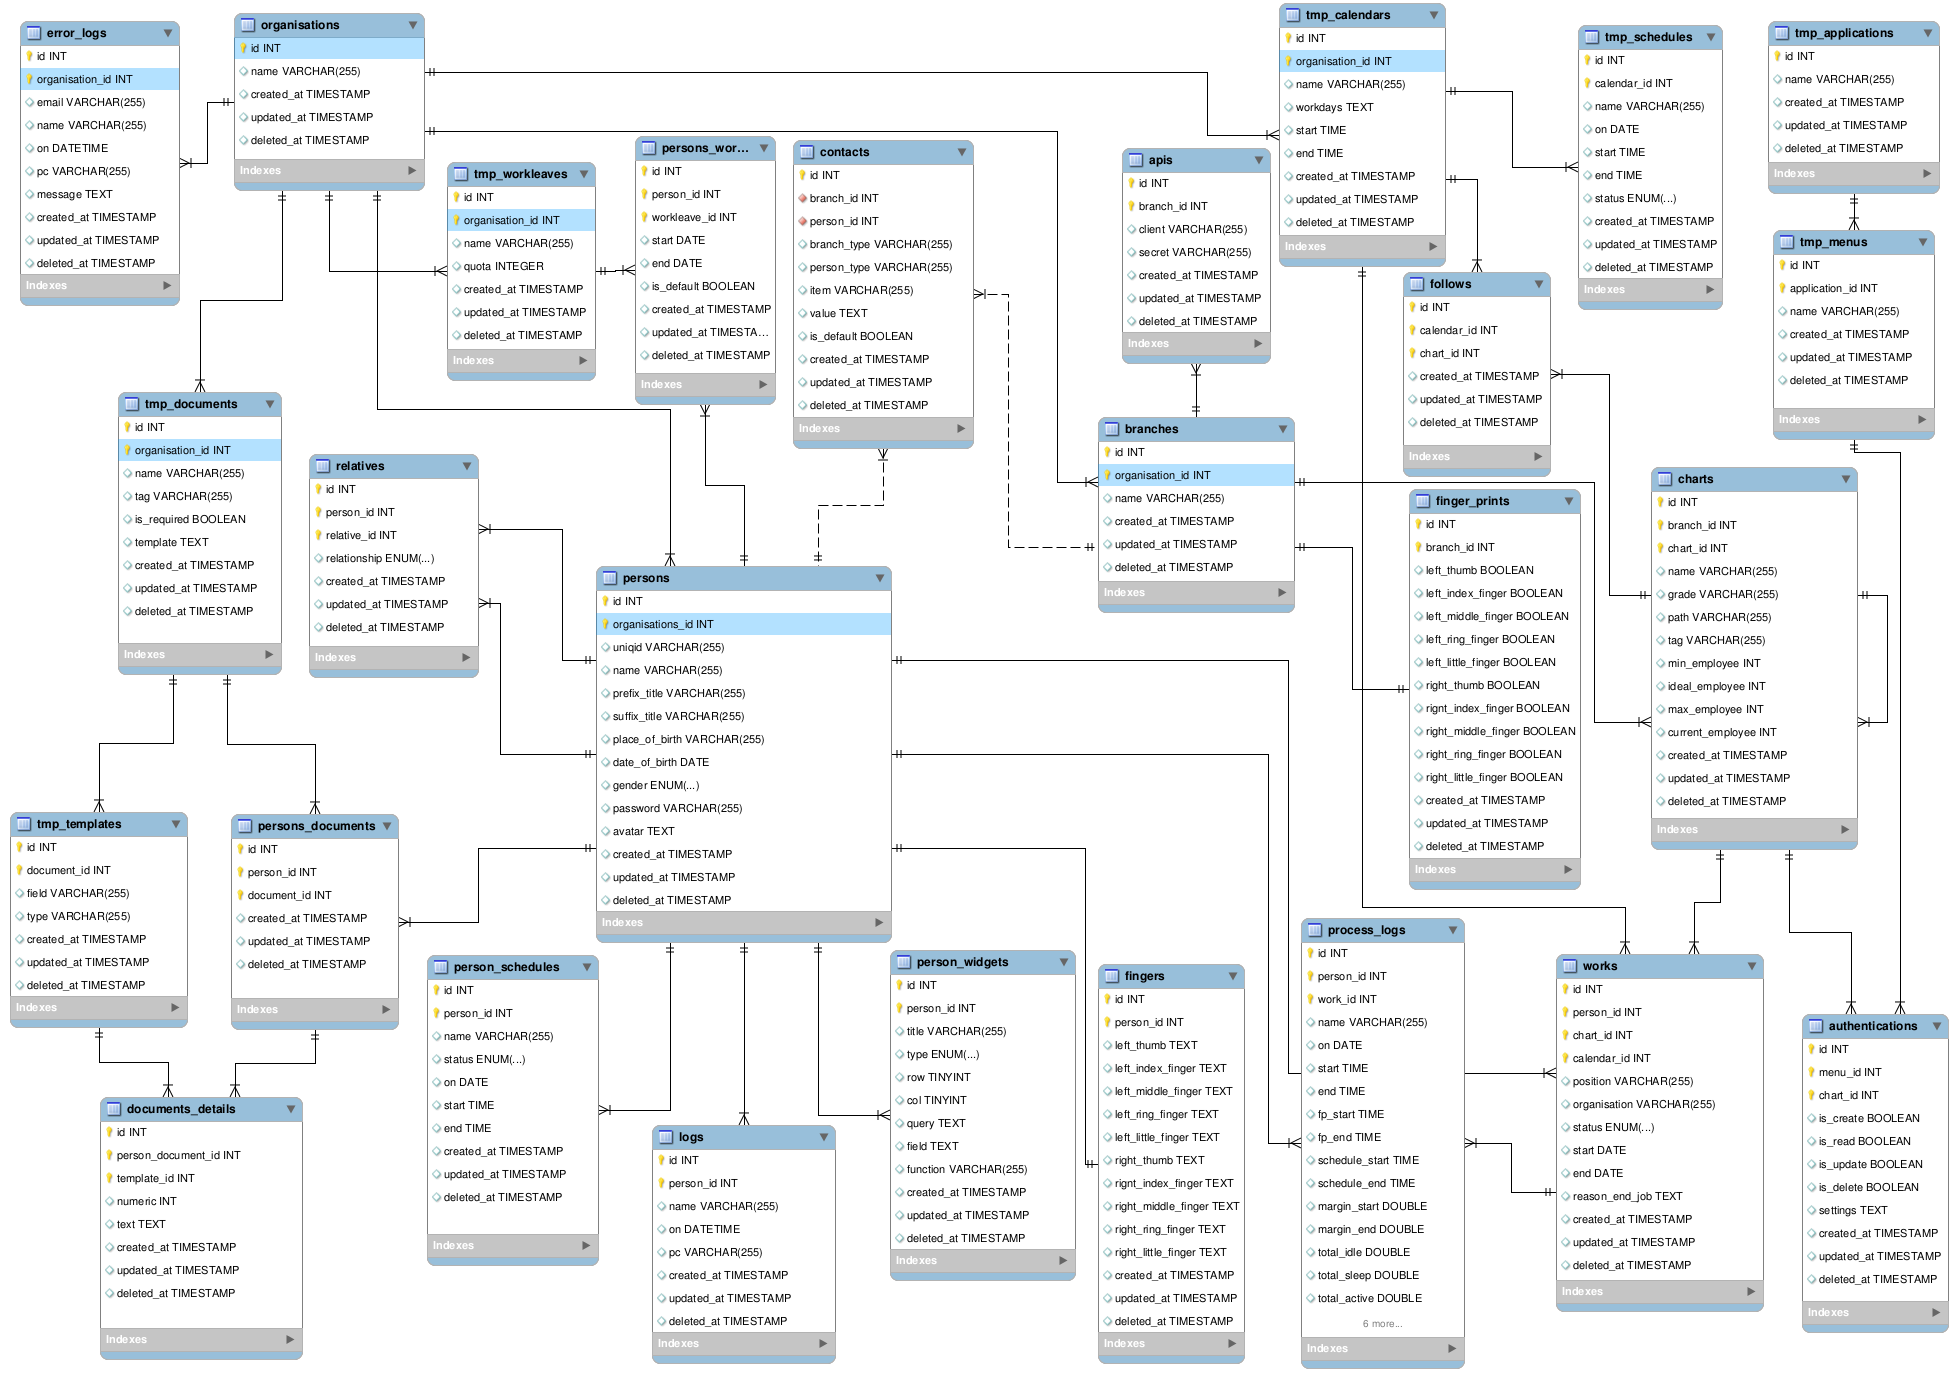 error_logs
id INT
organisation_id INT
email VARCHAR(255)
name VARCHAR(255)
on DATETIME
pc VARCHAR(255)
message TEXT
created_at TIMESTAMP
updated_at TIMESTAMP
deleted_at TIMESTAMP
Indexes
organisations
id INT
name VARCHAR(255)
created_at TIMESTAMP
updated_at TIMESTAMP
deleted_at TIMESTAMP
Indexes
tmp_workleaves
id INT
organisation_id INT
name VARCHAR(255)
quota INTEGER
created_at TIMESTAMP
updated_at TIMESTAMP
deleted_at TIMESTAMP
Indexes
persons_wor...
id INT
person_id INT
workleave_id INT
start DATE
end DATE
is_default BOOLEAN
created_at TIMESTAMP
updated_at TIMESTA...
deleted_at TIMESTAMP
Indexes
contacts
id INT
branch_id INT
person_id INT
branch_type VARCHAR(255)
person_type VARCHAR(255)
item VARCHAR(255)
value TEXT
is_default BOOLEAN
created_at TIMESTAMP
updated_at TIMESTAMP
deleted_at TIMESTAMP
Indexes
apis
id INT
branch_id INT
client VARCHAR(255)
secret VARCHAR(255)
created_at TIMESTAMP
updated_at TIMESTAMP
deleted_at TIMESTAMP
Indexes
tmp_calendars
id INT
organisation_id INT
name VARCHAR(255)
workdays TEXT
start TIME
end TIME
created_at TIMESTAMP
updated_at TIMESTAMP
deleted_at TIMESTAMP
Indexes
tmp_schedules
id INT
calendar_id INT
name VARCHAR(255)
on DATE
start TIME
end TIME
status ENUM(...)
created_at TIMESTAMP
updated_at TIMESTAMP
deleted_at TIMESTAMP
Indexes
tmp_applications
id INT
name VARCHAR(255)
created_at TIMESTAMP
updated_at TIMESTAMP
deleted_at TIMESTAMP
Indexes
tmp_menus
id INT
application_id INT
name VARCHAR(255)
created_at TIMESTAMP
updated_at TIMESTAMP
deleted_at TIMESTAMP
Indexes
follows
id INT
calendar_id INT
chart_id INT
created_at TIMESTAMP
updated_at TIMESTAMP
deleted_at TIMESTAMP
Indexes
tmp_documents
id INT
organisation_id INT
name VARCHAR(255)
tag VARCHAR(255)
is_required BOOLEAN
template TEXT
created_at TIMESTAMP
updated_at TIMESTAMP
deleted_at TIMESTAMP
Indexes
relatives
id INT
person_id INT
relative_id INT
relationship ENUM(...)
created_at TIMESTAMP
updated_at TIMESTAMP
deleted_at TIMESTAMP
Indexes
persons
id INT
organisations_id INT
uniqid VARCHAR(255)
name VARCHAR(255)
prefix_title VARCHAR(255)
suffix_title VARCHAR(255)
place_of_birth VARCHAR(255)
date_of_birth DATE
gender ENUM(...)
password VARCHAR(255)
avatar TEXT
created_at TIMESTAMP
updated_at TIMESTAMP
deleted_at TIMESTAMP
Indexes
branches
id INT
organisation_id INT
name VARCHAR(255)
created_at TIMESTAMP
updated_at TIMESTAMP
deleted_at TIMESTAMP
Indexes
finger_prints
id INT
branch_id INT
left_thumb BOOLEAN
left_index_finger BOOLEAN
left_middle_finger BOOLEAN
left_ring_finger BOOLEAN
left_little_finger BOOLEAN
right_thumb BOOLEAN
rignt_index_finger BOOLEAN
right_middle_finger BOOLEAN
right_ring_finger BOOLEAN
right_little_finger BOOLEAN
created_at TIMESTAMP
updated_at TIMESTAMP
deleted_at TIMESTAMP
Indexes
charts
id INT
branch_id INT
chart_id INT
name VARCHAR(255)
grade VARCHAR(255)
path VARCHAR(255)
tag VARCHAR(255)
min_employee INT
ideal_employee INT
max_employee INT
current_employee INT
created_at TIMESTAMP
updated_at TIMESTAMP
deleted_at TIMESTAMP
Indexes
tmp_templates
id INT
document_id INT
field VARCHAR(255)
type VARCHAR(255)
created_at TIMESTAMP
updated_at TIMESTAMP
deleted_at TIMESTAMP
Indexes
persons_documents
id INT
person_id INT
document_id INT
created_at TIMESTAMP
updated_at TIMESTAMP
deleted_at TIMESTAMP
Indexes
documents_details
id INT
person_document_id INT
template_id INT
numeric INT
text TEXT
created_at TIMESTAMP
updated_at TIMESTAMP
deleted_at TIMESTAMP
Indexes
person_schedules
id INT
person_id INT
name VARCHAR(255)
status ENUM(...)
on DATE
start TIME
end TIME
created_at TIMESTAMP
updated_at TIMESTAMP
deleted_at TIMESTAMP
Indexes
logs
id INT
person_id INT
name VARCHAR(255)
on DATETIME
pc VARCHAR(255)
created_at TIMESTAMP
updated_at TIMESTAMP
deleted_at TIMESTAMP
Indexes
person_widgets
id INT
person_id INT
title VARCHAR(255)
type ENUM(...)
row TINYINT
col TINYINT
query TEXT
field TEXT
function VARCHAR(255)
created_at TIMESTAMP
updated_at TIMESTAMP
deleted_at TIMESTAMP
Indexes
fingers
id INT
person_id INT
left_thumb TEXT
left_index_finger TEXT
left_middle_finger TEXT
left_ring_finger TEXT
left_little_finger TEXT
right_thumb TEXT
rignt_index_finger TEXT
right_middle_finger TEXT
right_ring_finger TEXT
right_little_finger TEXT
created_at TIMESTAMP
updated_at TIMESTAMP
deleted_at TIMESTAMP
Indexes
process_logs
id INT
person_id INT
work_id INT
name VARCHAR(255)
on DATE
start TIME
end TIME
fp_start TIME
fp_end TIME
schedule_start TIME
schedule_end TIME
margin_start DOUBLE
margin_end DOUBLE
total_idle DOUBLE
total_sleep DOUBLE
total_active DOUBLE
6 more...
Indexes
works
id INT
person_id INT
chart_id INT
calendar_id INT
position VARCHAR(255)
organisation VARCHAR(255)
status ENUM(...)
start DATE
end DATE
reason_end_job TEXT
created_at TIMESTAMP
updated_at TIMESTAMP
deleted_at TIMESTAMP
Indexes
authentications
id INT
menu_id INT
chart_id INT
is_create BOOLEAN
is_read BOOLEAN
is_update BOOLEAN
is_delete BOOLEAN
settings TEXT
created_at TIMESTAMP
updated_at TIMESTAMP
deleted_at TIMESTAMP
Indexes